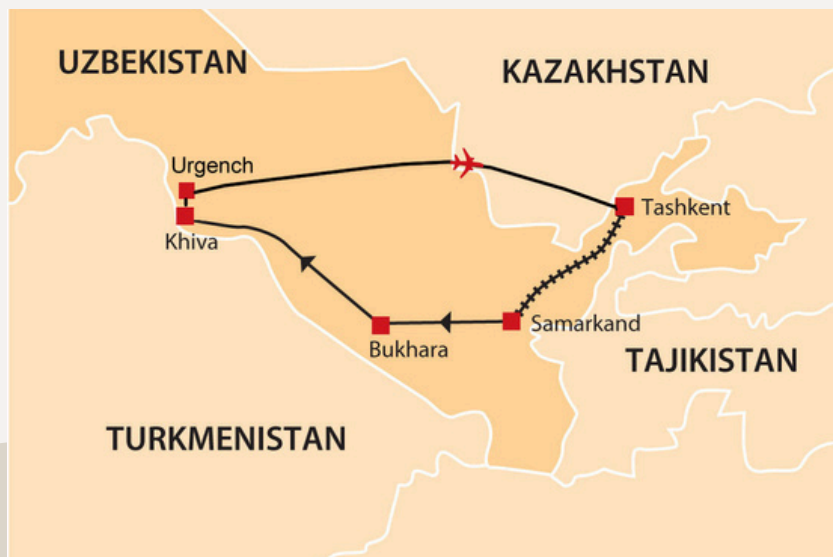 UZBEKISTAN
KAZAKHSTAN
Urgench
Tashkent
Khiva
Samarkand
Bukhara
TAJIKISTAN
TURKMENISTAN